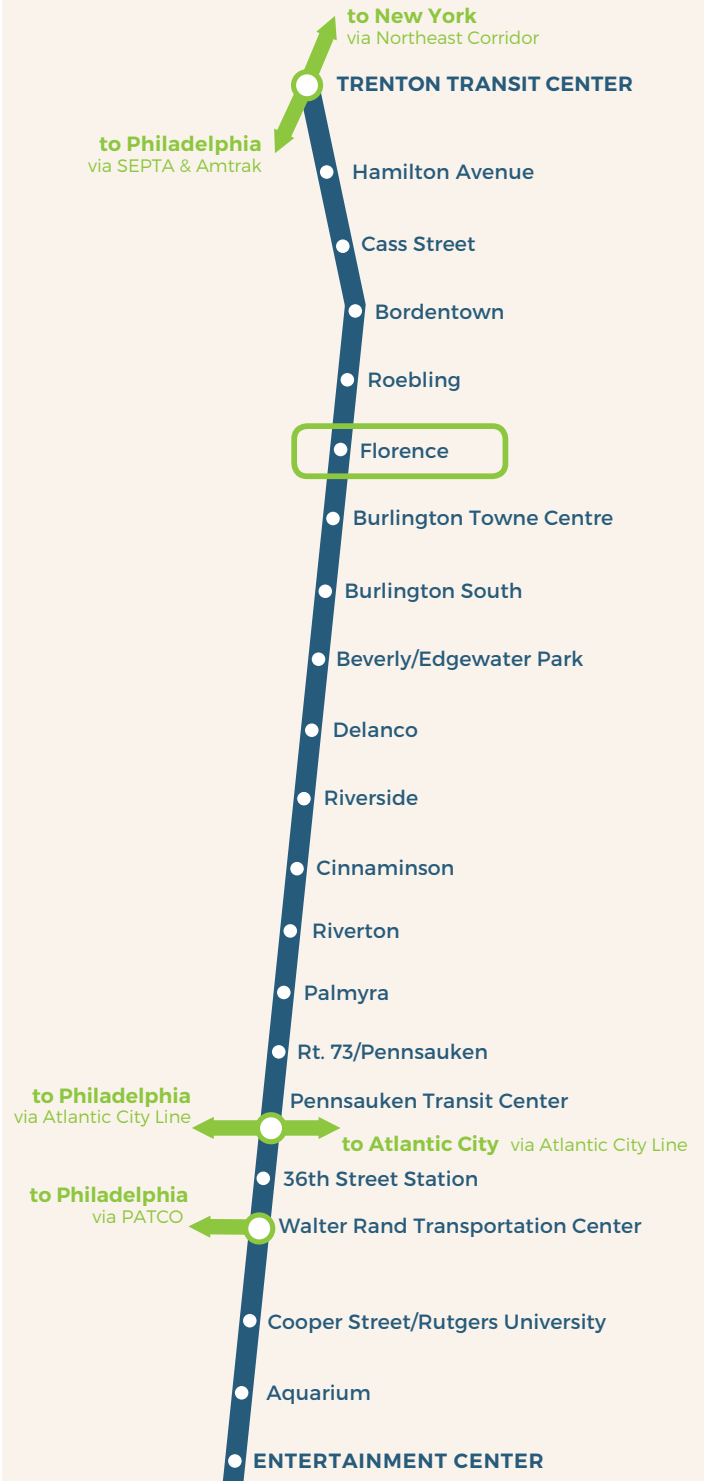 to New York
via Northeast Corridor
TRENTON TRANSIT CENTER
to Philadelphia
via SEPTA & Amtrak
Hamilton Avenue
Cass Street
Bordentown
Roebling
Florence
Burlington Towne Centre
Burlington South
Beverly/Edgewater Park
Delanco
Riverside
Cinnaminson
Riverton
Palmyra
Rt. 73/Pennsauken
to Philadelphia
via Atlantic City Line
Pennsauken Transit Center
to Atlantic City via Atlantic City Line
36th Street Station
to Philadelphia
via PATCO
Walter Rand Transportation Center
Cooper Street/Rutgers University
Aquarium
ENTERTAINMENT CENTER